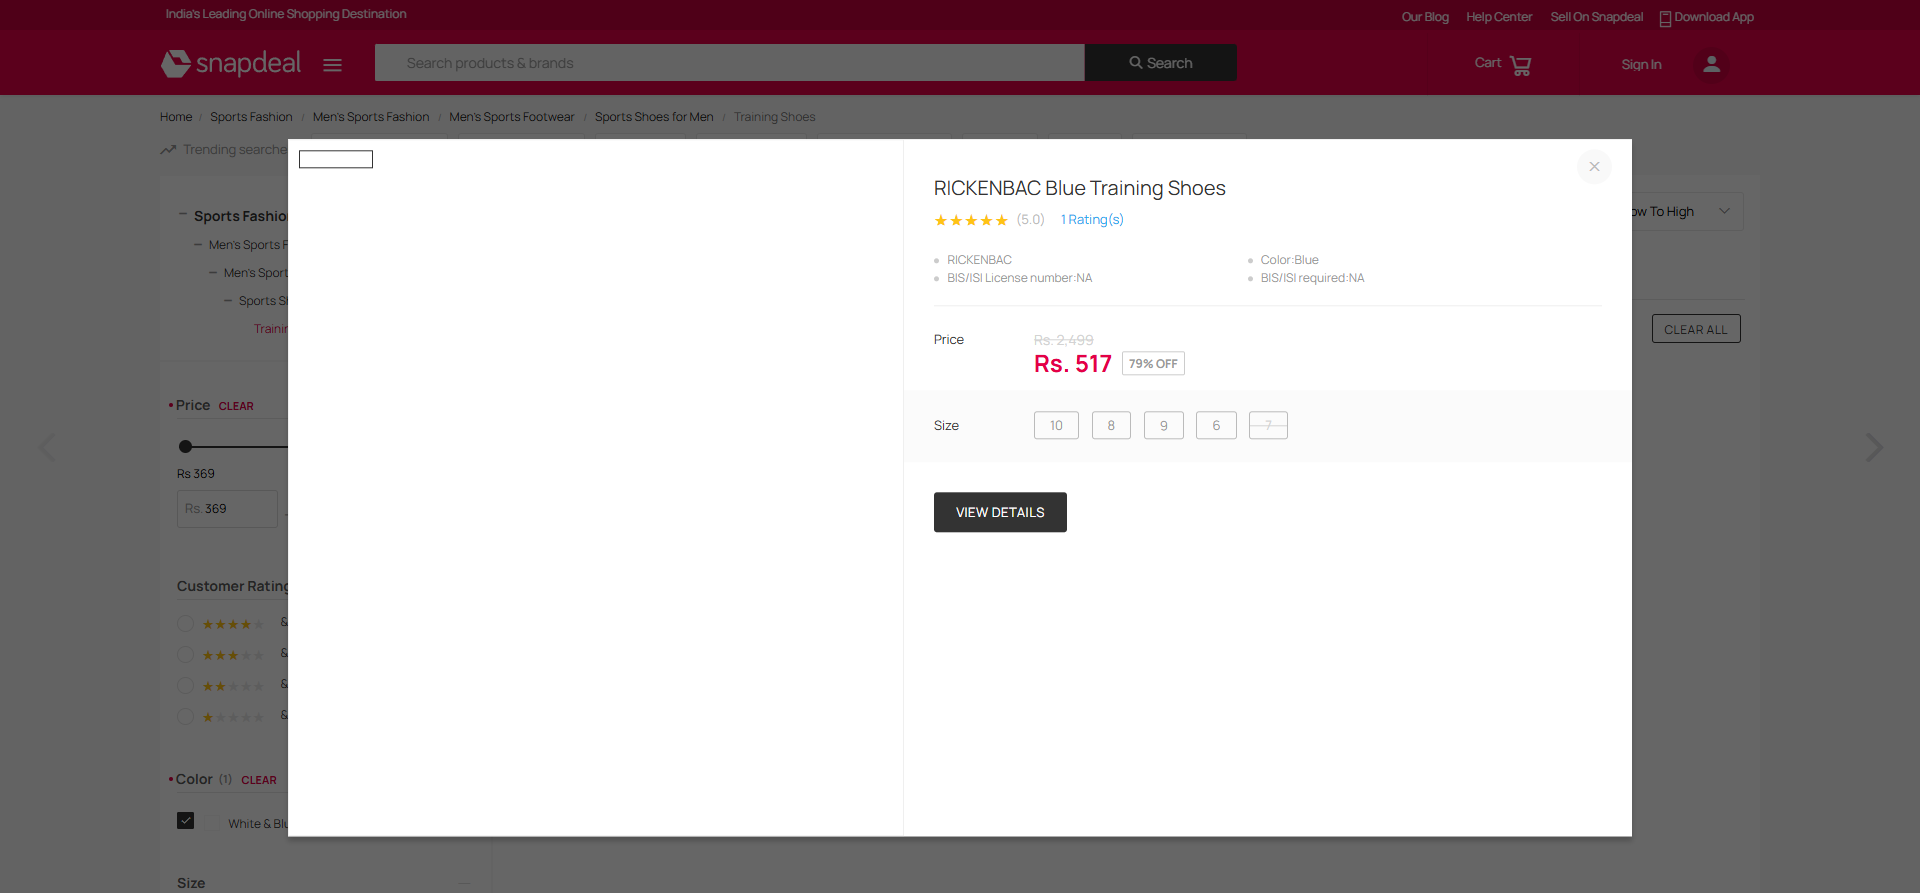 India's Leading Online Shopping Destination
Our Blog Help Center Sell On Snapdeal Download App
snapdeal
Search products & brands
Search
Cart
Sign In
Home / Sports Fashion / Men's Sports Fashion / Men's Sports Footwear / Sports Shoes for Men / Training Shoes
Trending searche
Sports Fashio
Men's Sports F
Men's Sport
Sports S
Trainin
Price CLEAR
Rs 369
Rs. 369
Customer Rating
&
&
&
&
Color (1) CLEAR
White & Blu
Size
RICKENBAC Blue Training Shoes
(5.0) 1 Rating(s)
RICKENBAC
Color:Blue
BIS/ISI License number:NA
BIS/ISI required:NA
Price
Rs. 2,499
Rs. 517 79% OFF
Size 10 8 9 6 7
VIEW DETAILS
ow To High
CLEAR ALL